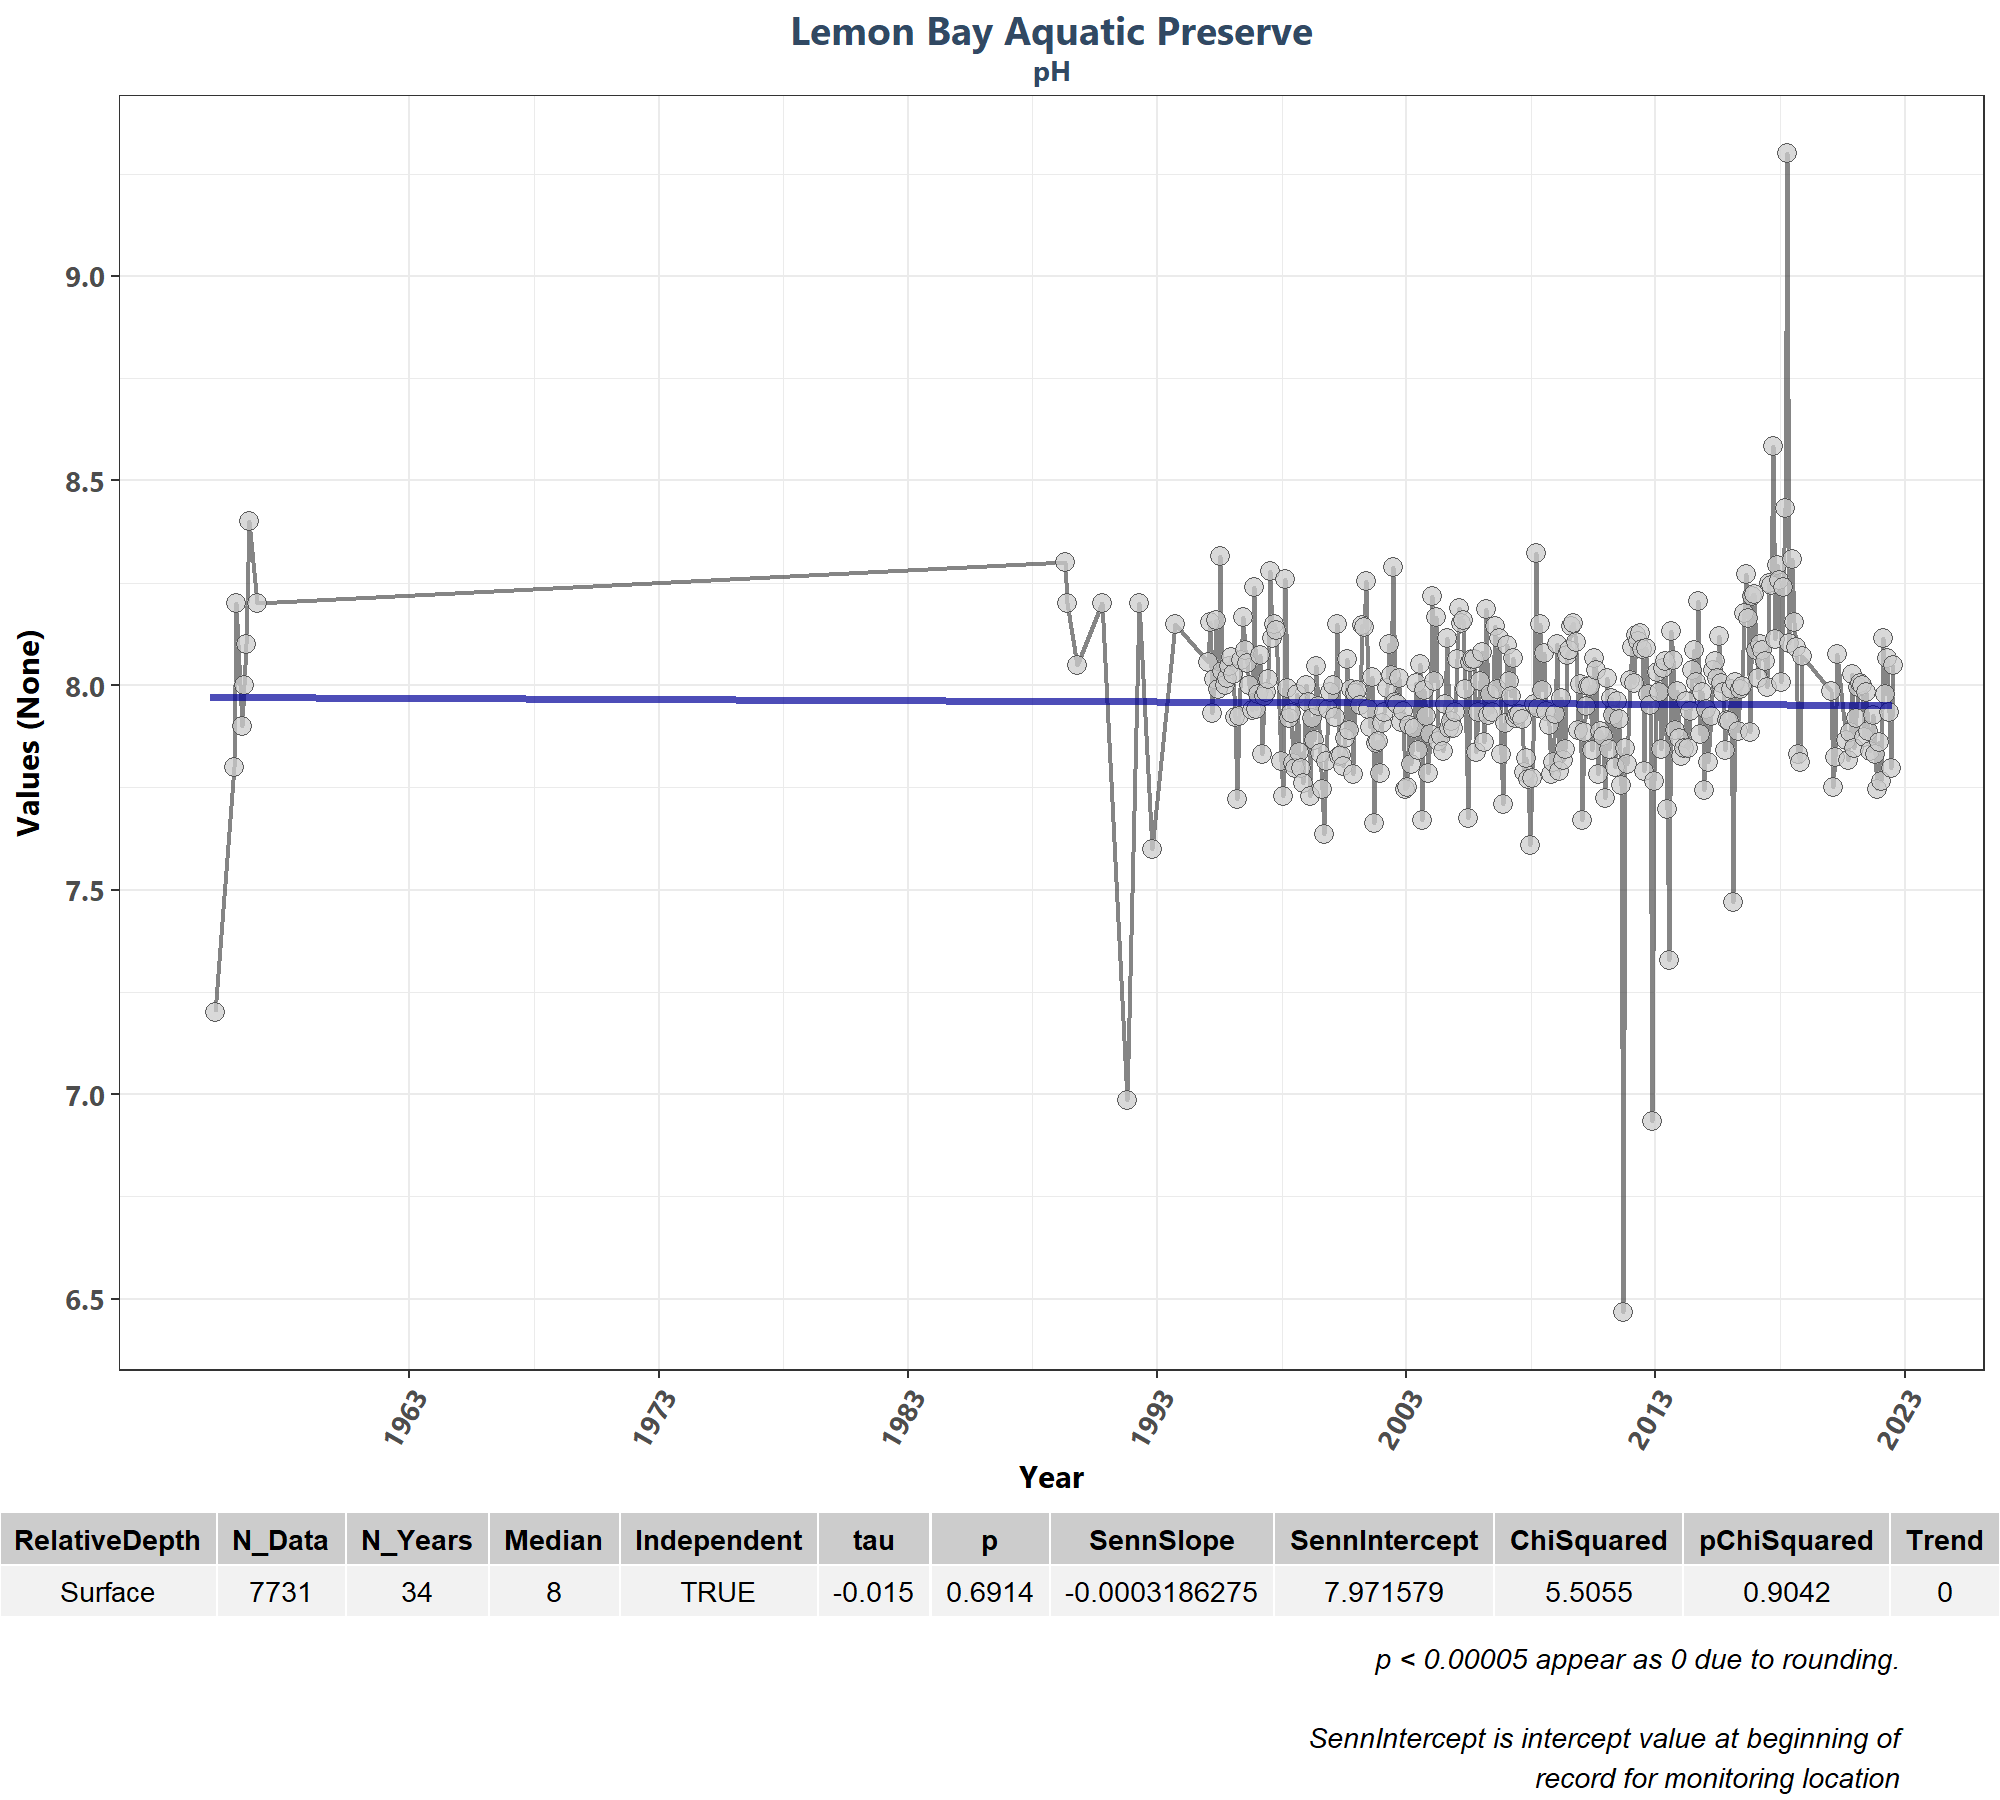 Lemon Bay Aquatic Preserve
pH
Values (None)
9.0
8.5
8.0
7.5
7.0
6.5
1963 1973 1983 1993 2003 2013 2023
Year
RelativeDepth N_Data N_Years Median Independent tau p SennSlope SennIntercept ChiSquared pChiSquared Trend
Surface 7731 34 8 TRUE -0.015 0.6914 -0.0003186275 7.971579 5.5055 0.9042 0
p < 0.00005 appear as 0 due to rounding.
SennIntercept is intercept value at beginning of
record for monitoring location